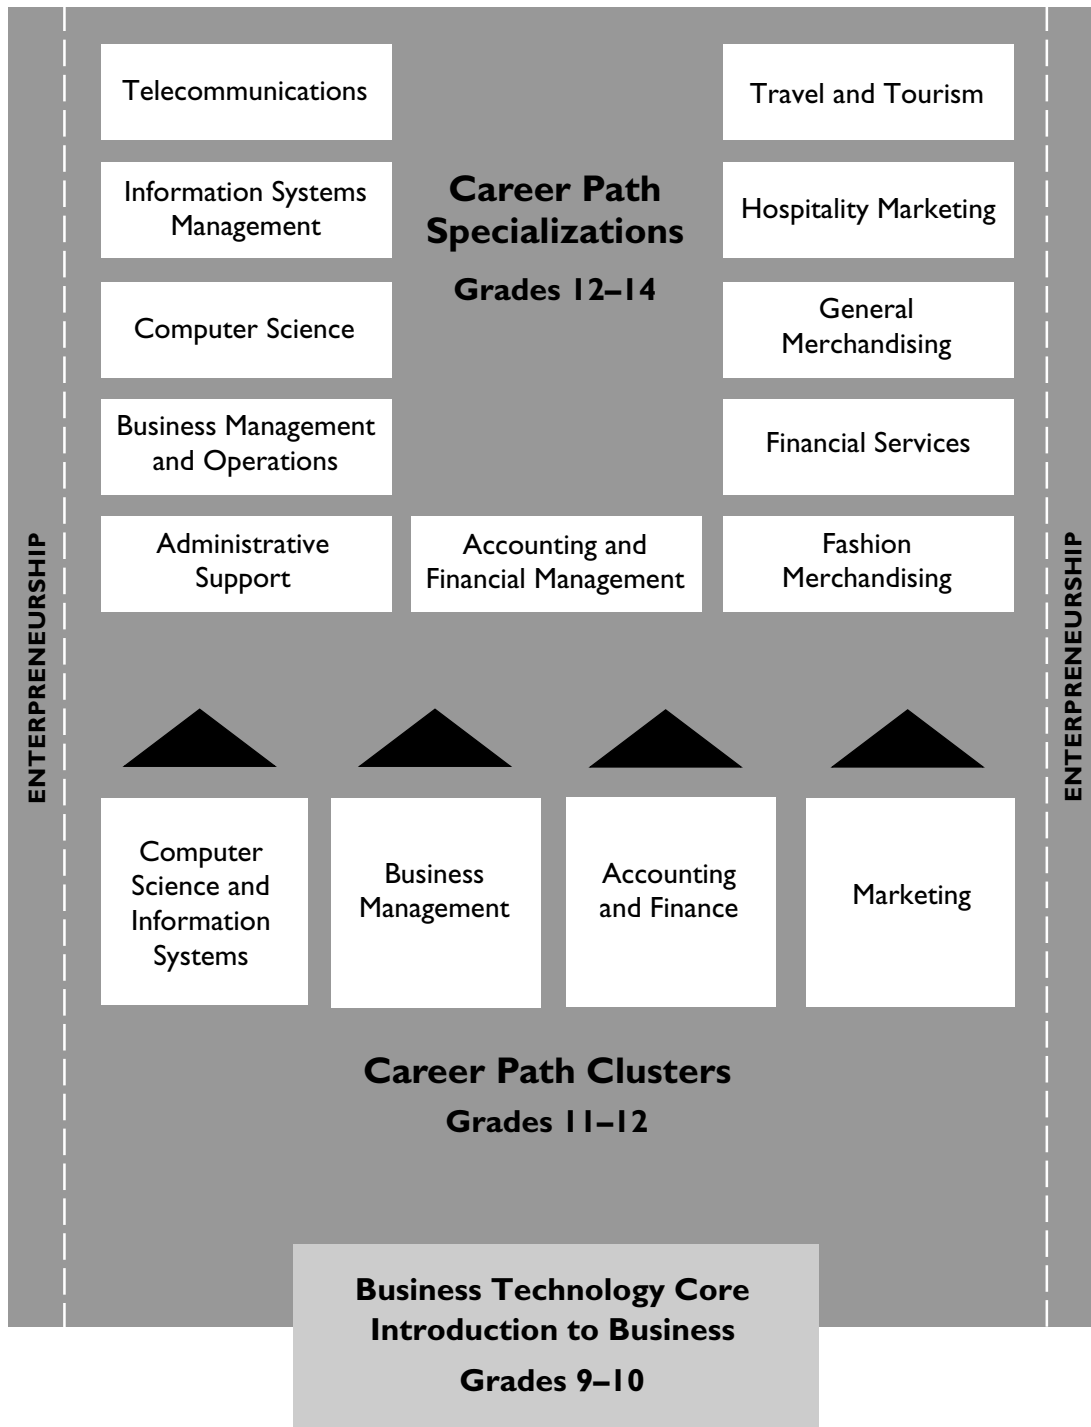 Telecommunications
Information Systems
Management
Computer Science
Business Management
and Operations
Administrative
Support
Career Path
Specializations
Grades 12–14
Accounting and
Financial Management
Travel and Tourism
Hospitality Marketing
General
Merchandising
Financial Services
Fashion
Merchandising
ENTERPRENEURSHIP
ENTERPRENEURSHIP
Computer
Science and
Information
Systems
Business
Management
Accounting
and Finance
Marketing
Career Path Clusters
Grades 11–12
Business Technology Core
Introduction to Business
Grades 9–10